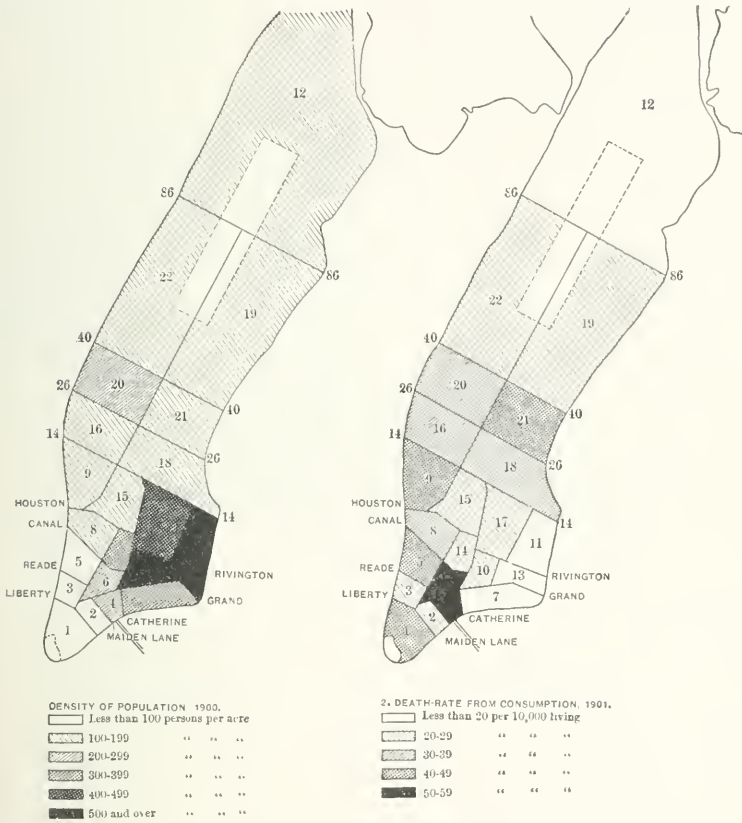 12
86
22
86
19
40
20
26
40
21
16
14
26
18
9
15
14
HOUSTON
CANAL
8
5
READE
6
3
LIBERTY
4
2
1
RIVINGTON
GRAND
CATHERINE
MAIDEN LANE
DENSITY OF POPULATION 1900.
Less than 100 persons per acre
100-199 “ “ “
200-299 “ “ “
300-399 “ “ “
400-499 “ “ “
500 and over “ “ “
12
86
22
86
19
40
20
26
40
21
16
14
26
18
9
15
17
14
11
HOUSTON
CANAL
8
14
10
13
READE
3
7
LIBERTY
2
1
RIVINGTON
GRAND
CATHERINE
MAIDEN LANE
2. DEATH-RATE FROM CONSUMPTION, 1901.
Less than 20 per 10,000 living
20-29 “ “ “
30-39 “ “ “
40-49 “ “ “
50-59 “ “ “